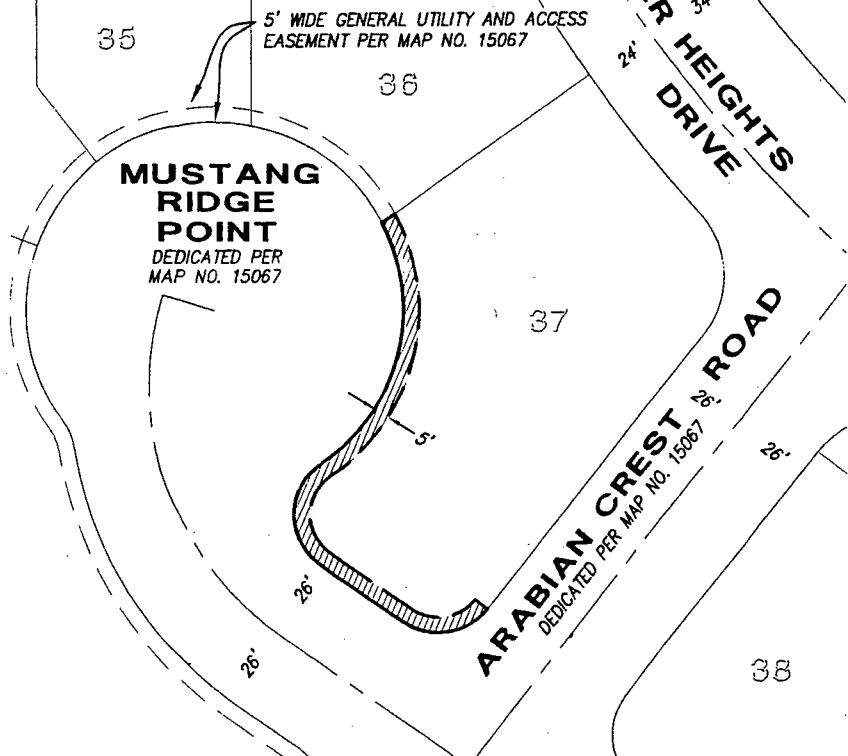 5' WIDE GENERAL UTILITY AND ACCESS
EASEMENT PER MAP NO. 15067
35
36
34'
24'
R HEIGHTS
DRIVE
MUSTANG
RIDGE
POINT
DEDICATED PER
MAP NO. 15067
37
5'
ARABIAN CREST ROAD
DEDICATED PER MAP NO. 15067
26'
26'
26'
26'
38